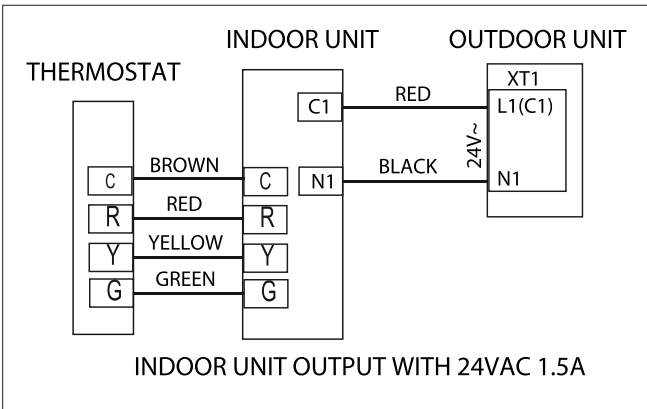 INDOOR UNIT
OUTDOOR UNIT
THERMOSTAT
XT1
C1
RED
L1(C1)
24V~
C
BROWN
C
N1
BLACK
N1
R
RED
R
Y
YELLOW
Y
G
GREEN
G
INDOOR UNIT OUTPUT WITH 24VAC 1.5A